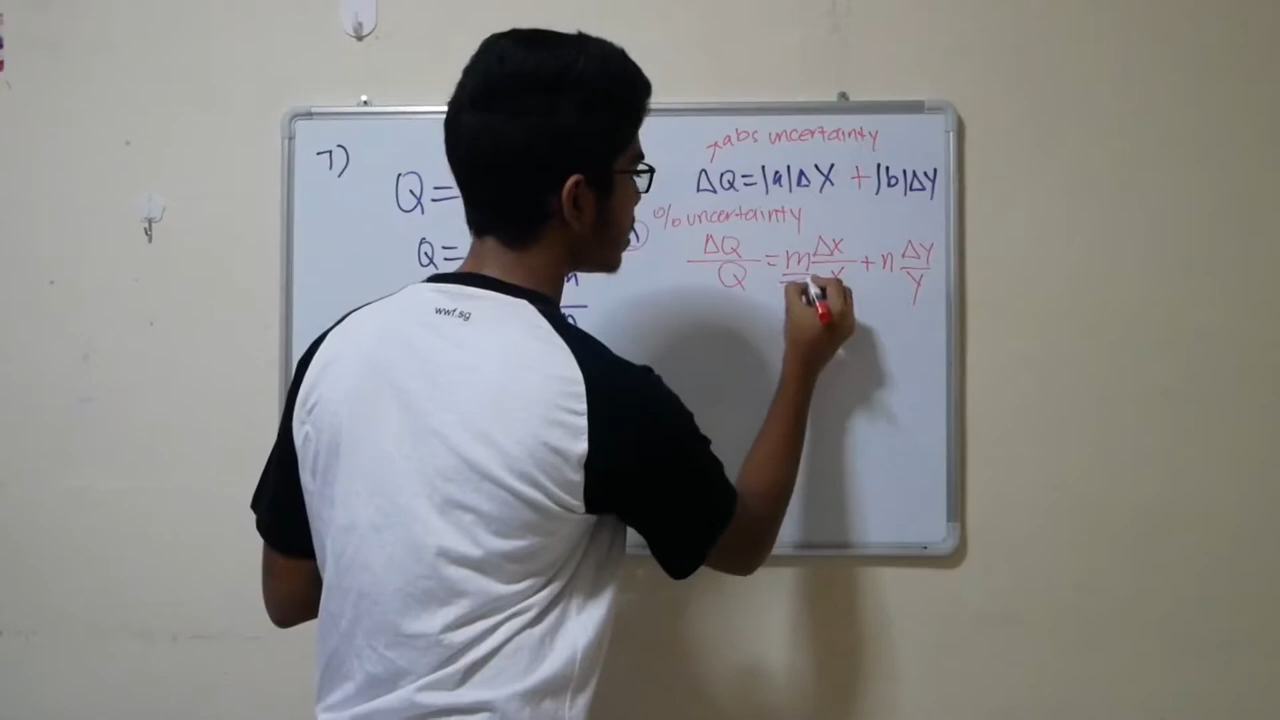 7)
↗abs uncertainty
Q=
ΔQ=|a|ΔX + |b|ΔY
% uncertainty
Q=
ΔQ/Q = m ΔX/X + n ΔY/Y
wwf.sg